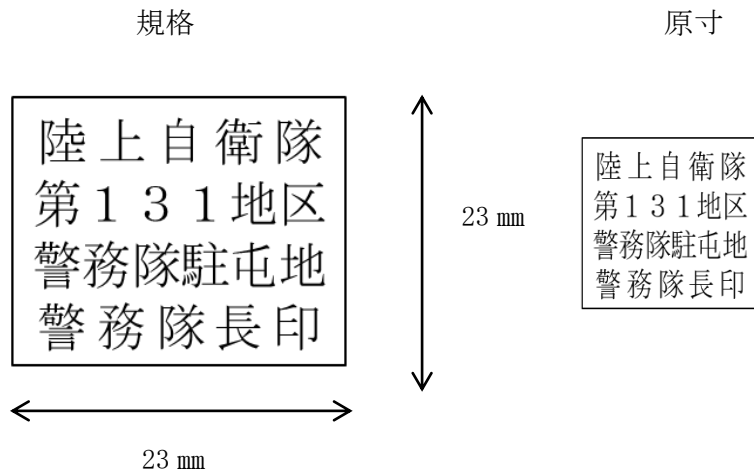 規格
原寸
陸上自衛隊
第１３１地区
警務隊駐屯地
警務隊長印
23 mm
23 mm
陸上自衛隊
第１３１地区
警務隊駐屯地
警務隊長印